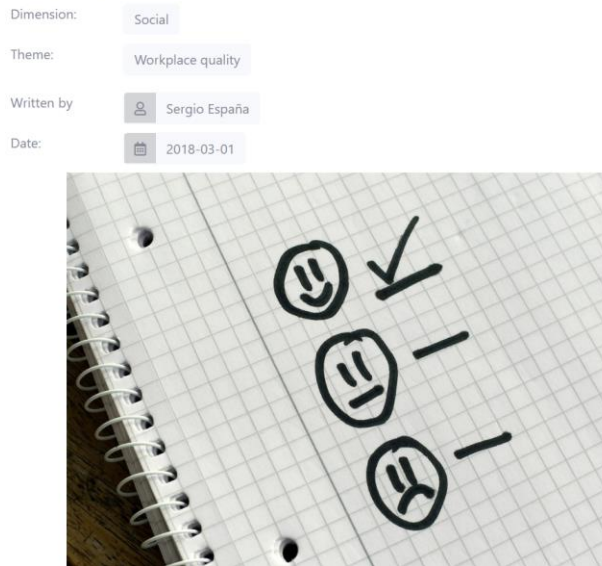 Dimension: Social
Theme: Workplace quality
Written by Sergio España
Date: 2018-03-01